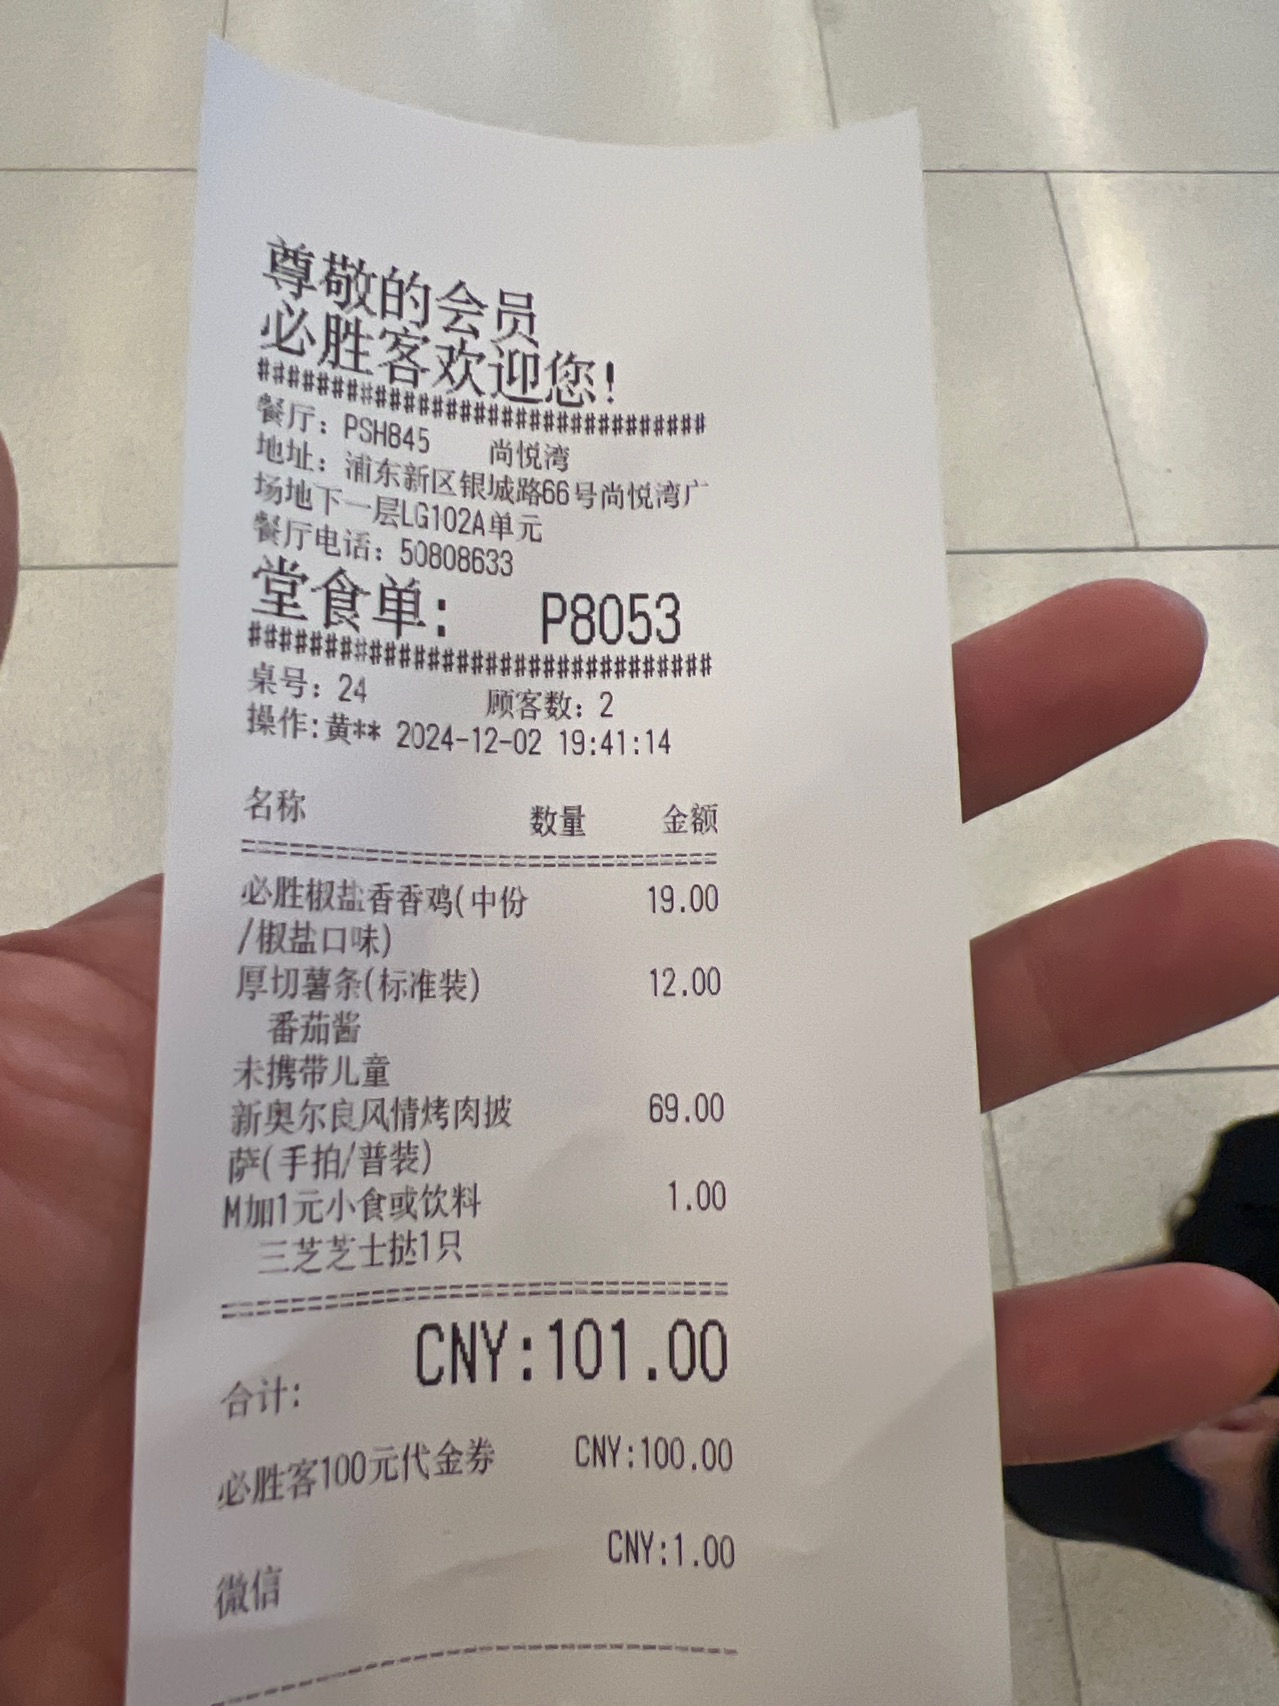 尊敬的会员
必胜客欢迎您!
###############################
餐厅: PSH845 尚悦湾
地址: 浦东新区银城路66号尚悦湾广
场地下一层LG102A单元
餐厅电话: 50808633
堂食单: P8053
################################
桌号: 24 顾客数: 2
操作:黄** 2024-12-02 19:41:14
名称 数量 金额
================================
必胜椒盐香香鸡(中份 19.00
/椒盐口味)
厚切薯条(标准装) 12.00
番茄酱
未携带儿童
新奥尔良风情烤肉披 69.00
萨(手拍/普装)
M加1元小食或饮料 1.00
三芝芝士挞1只
================================
CNY:101.00
合计:
必胜客100元代金券 CNY:100.00
CNY:1.00
微信
--------------------------------